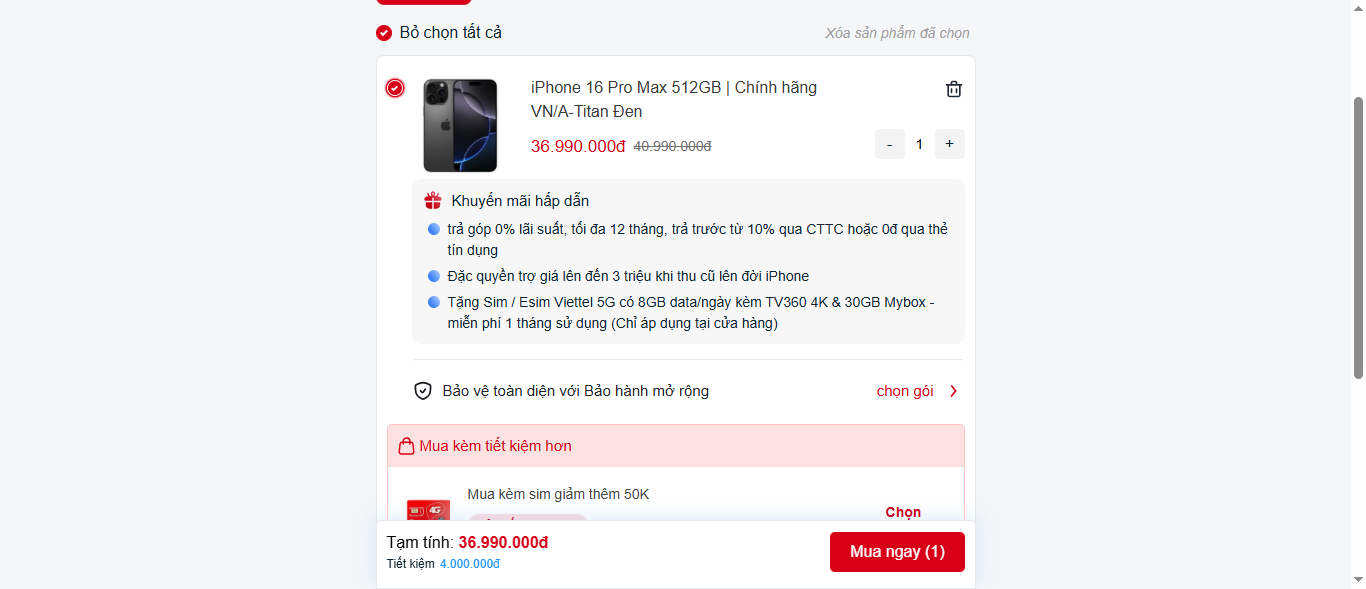 Bỏ chọn tất cả
Xóa sản phẩm đã chọn
iPhone 16 Pro Max 512GB | Chính hãng
VN/A-Titan Đen
36.990.000đ 40.990.000đ
- 1 +
Khuyến mãi hấp dẫn
trả góp 0% lãi suất, tối đa 12 tháng, trả trước từ 10% qua CTTC hoặc 0đ qua thẻ
tín dụng
Đặc quyền trợ giá lên đến 3 triệu khi thu cũ lên đời iPhone
Tặng Sim / Esim Viettel 5G có 8GB data/ngày kèm TV360 4K & 30GB Mybox -
miễn phí 1 tháng sử dụng (Chỉ áp dụng tại cửa hàng)
Bảo vệ toàn diện với Bảo hành mở rộng
chọn gói
Mua kèm tiết kiệm hơn
Mua kèm sim giảm thêm 50K
4G
Chọn
Tạm tính: 36.990.000đ
Tiết kiệm 4.000.000đ
Mua ngay (1)